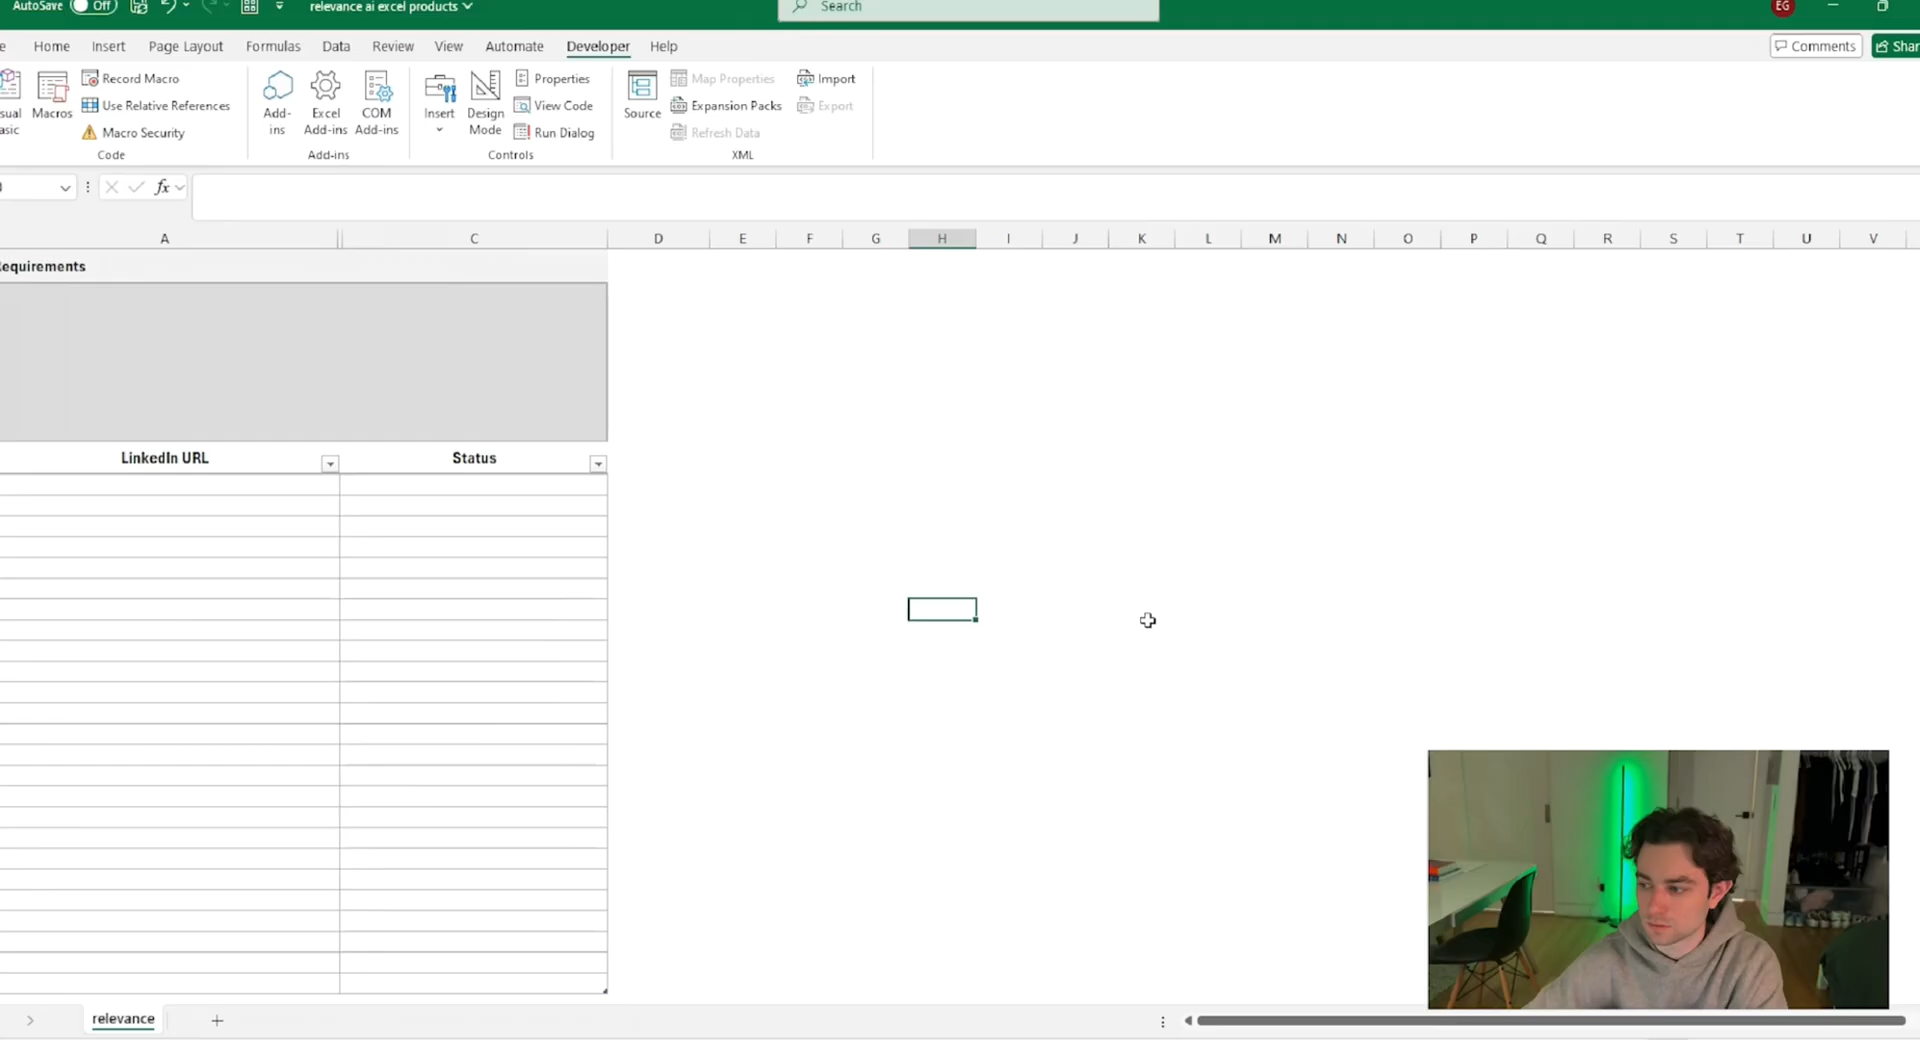 AutoSave Off relevance ai excel products Search EG
Home Insert Page Layout Formulas Data Review View Automate Developer Help Comments
Macros
Record Macro
Use Relative References
Macro Security
Code
Add-
ins
Excel
Add-ins
COM
Add-ins
Add-ins
Insert
Design
Mode
Properties
View Code
Run Dialog
Controls
Source
Map Properties
Expansion Packs
Refresh Data
Import
Export
XML
fx
A C D E F G H I J K L M N O P Q R S T U V
equirements
LinkedIn URL Status
relevance